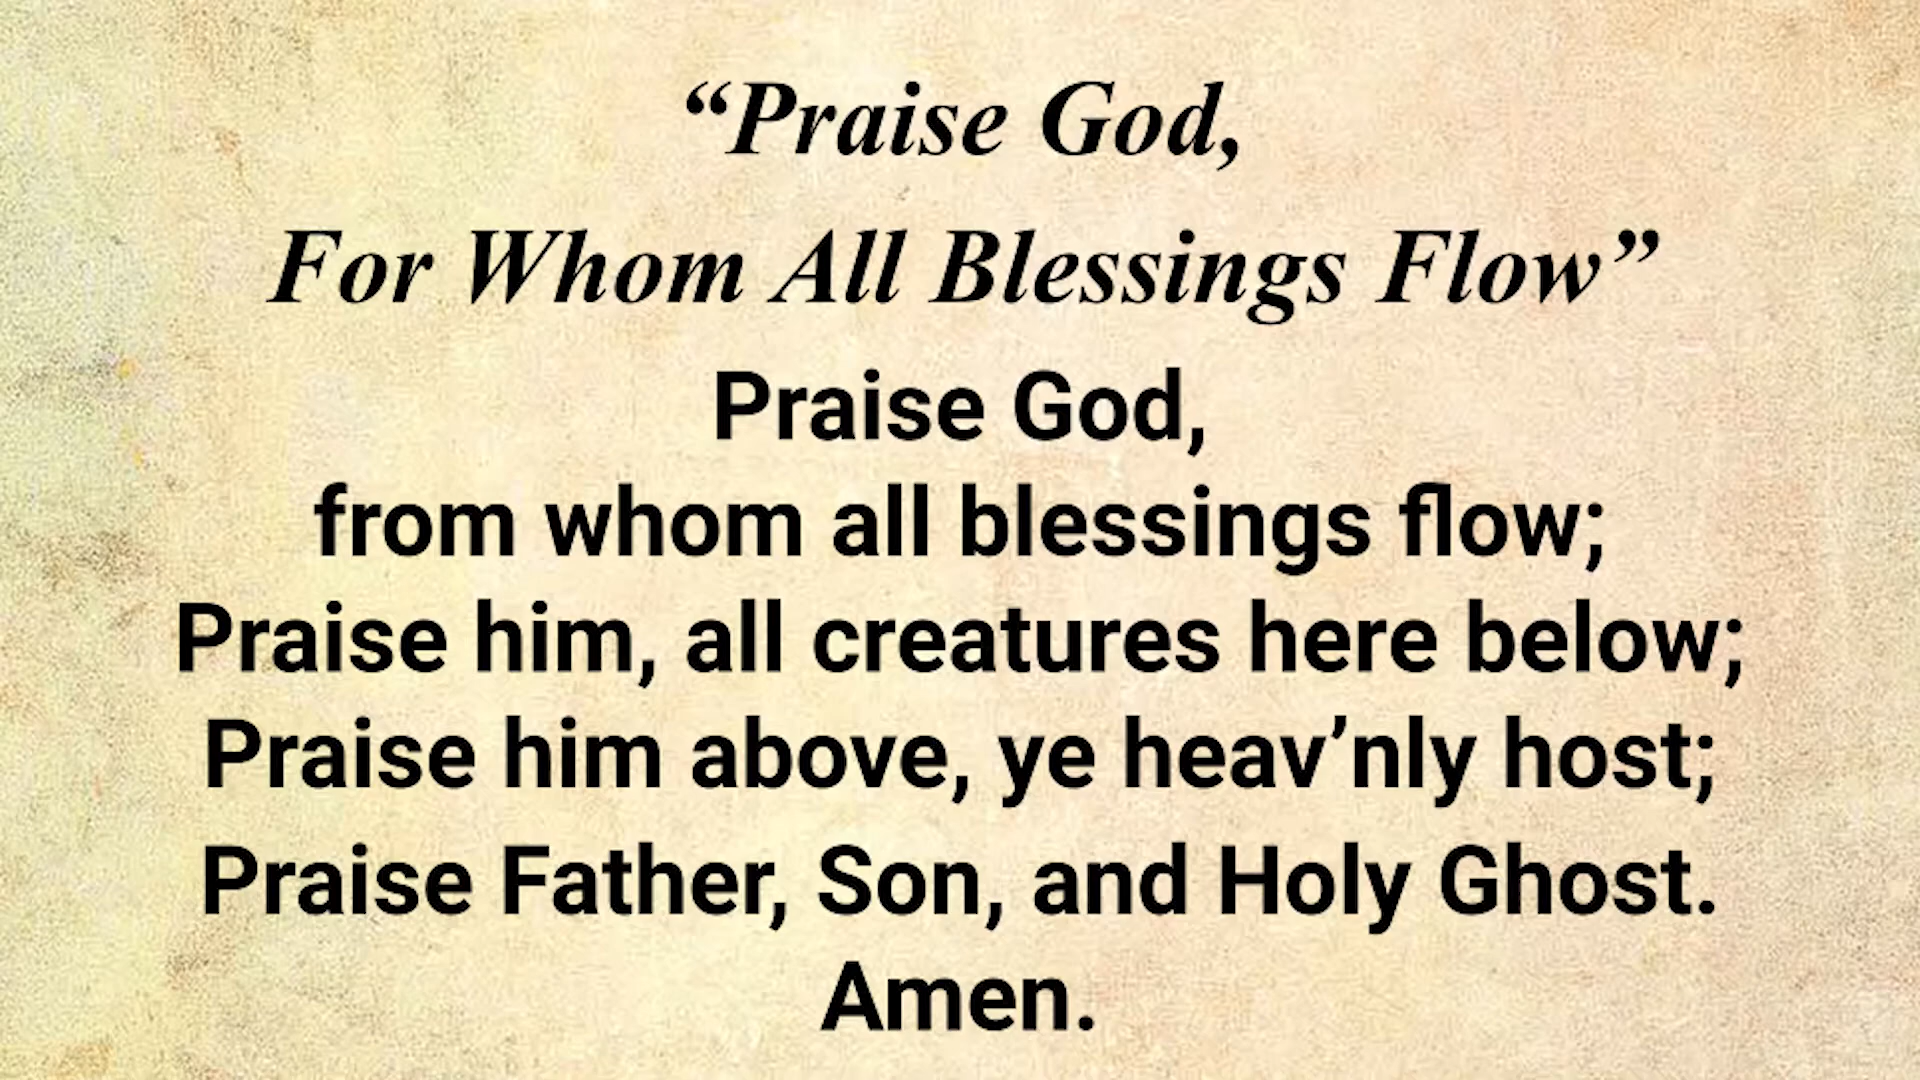 “Praise God,
For Whom All Blessings Flow”
Praise God,
from whom all blessings flow;
Praise him, all creatures here below;
Praise him above, ye heav’nly host;
Praise Father, Son, and Holy Ghost.
Amen.